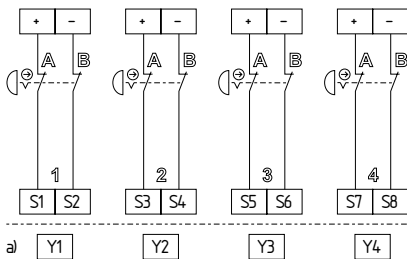 + − + − + − + −
A B A B A B A B
1 2 3 4
S1 S2 S3 S4 S5 S6 S7 S8
a) Y1 Y2 Y3 Y4